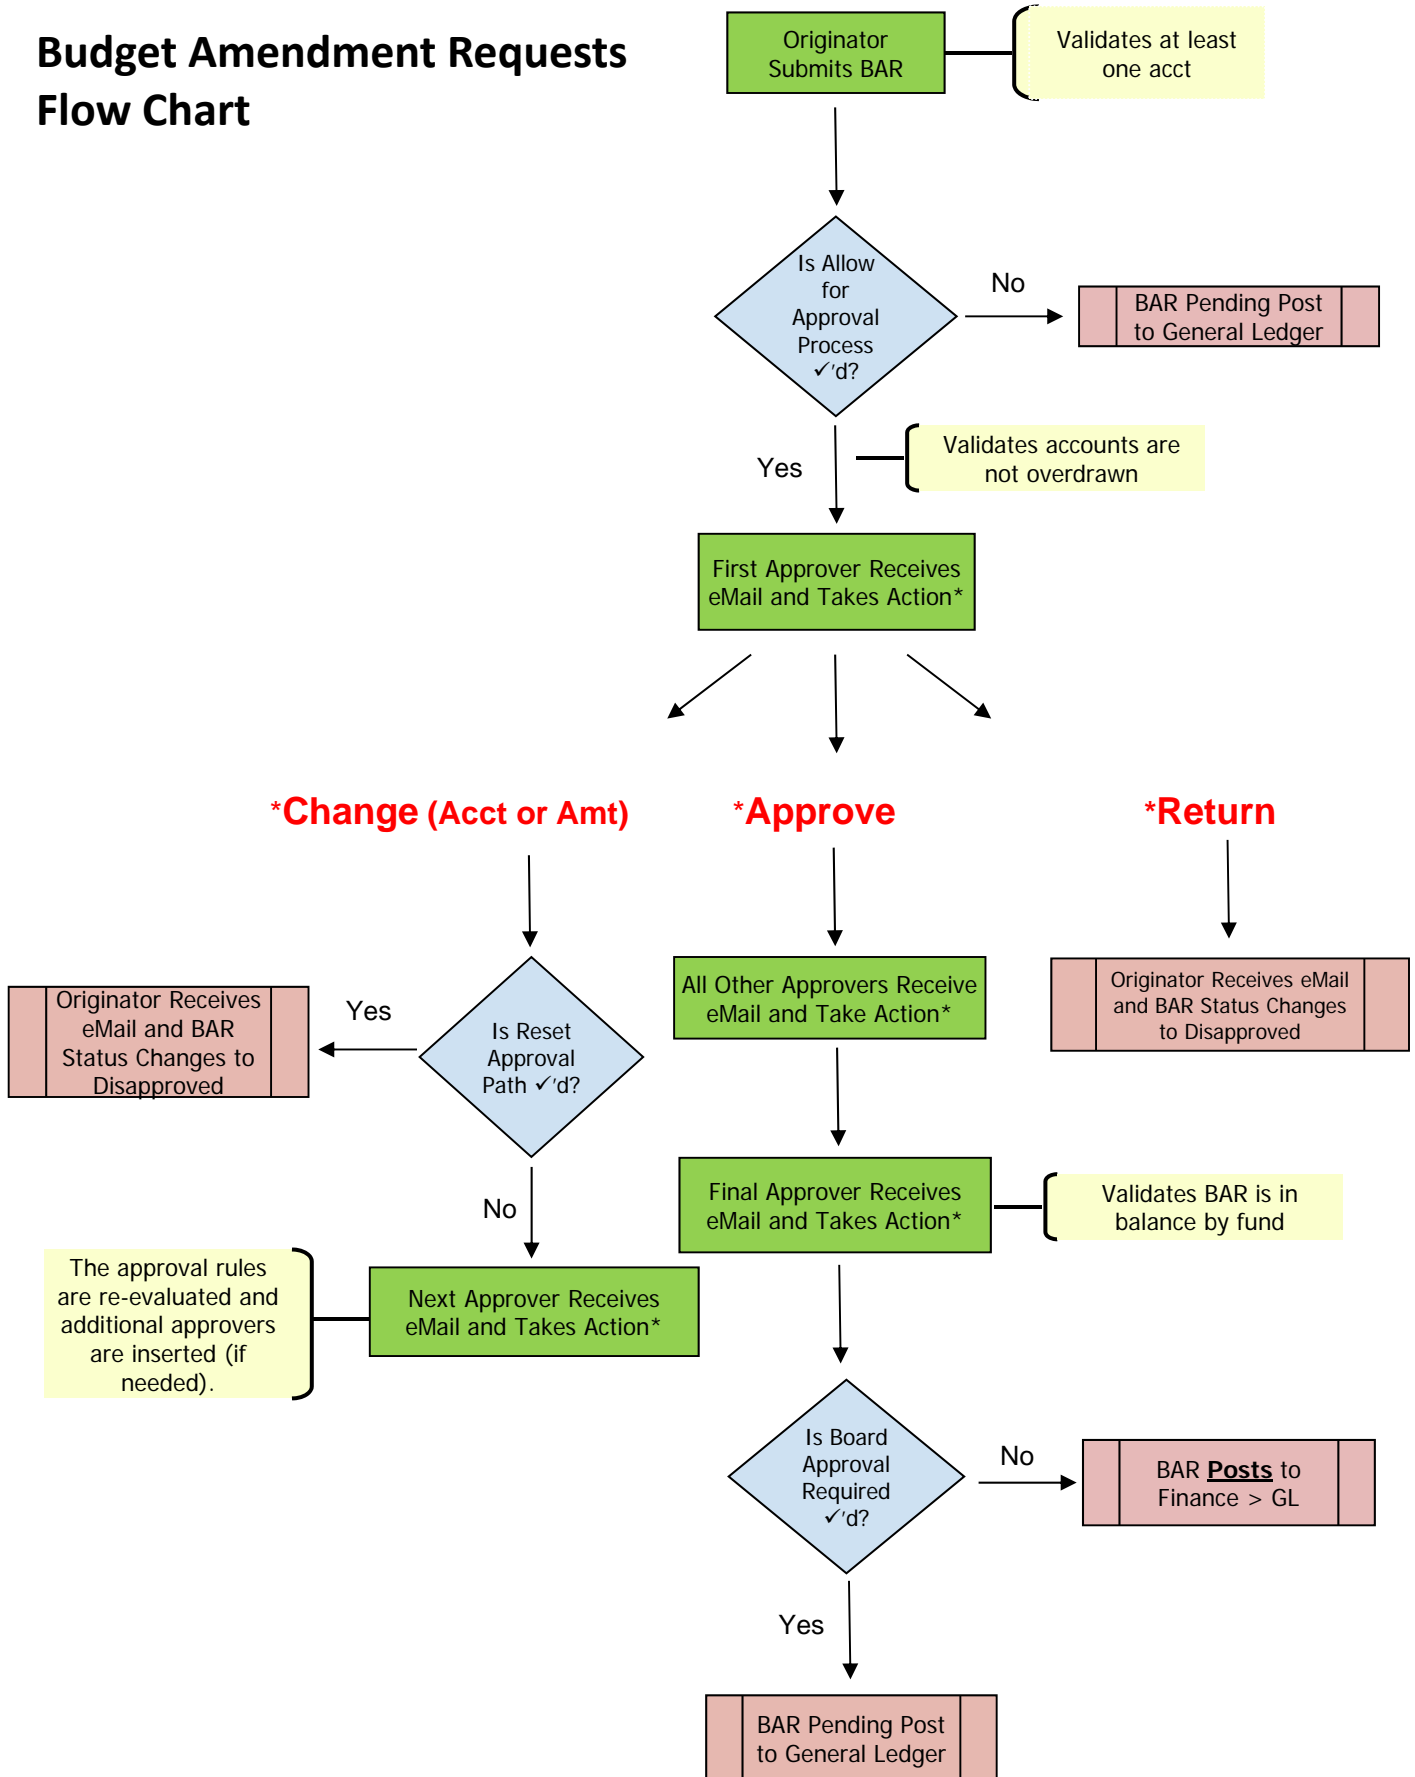 Budget Amendment Requests
Flow Chart
Originator
Submits BAR
Validates at least
one acct
Is Allow
for
Approval
Process
✓'d?
No
BAR Pending Post
to General Ledger
Yes
Validates accounts are
not overdrawn
First Approver Receives
eMail and Takes Action*
*Change (Acct or Amt)
*Approve
*Return
Originator Receives
eMail and BAR
Status Changes to
Disapproved
Yes
Is Reset
Approval
Path ✓'d?
All Other Approvers Receive
eMail and Take Action*
Originator Receives eMail
and BAR Status Changes
to Disapproved
No
Final Approver Receives
eMail and Takes Action*
Validates BAR is in
balance by fund
The approval rules
are re-evaluated and
additional approvers
are inserted (if
needed).
Next Approver Receives
eMail and Takes Action*
Is Board
Approval
Required
✓'d?
No
BAR Posts to
Finance > GL
Yes
BAR Pending Post
to General Ledger